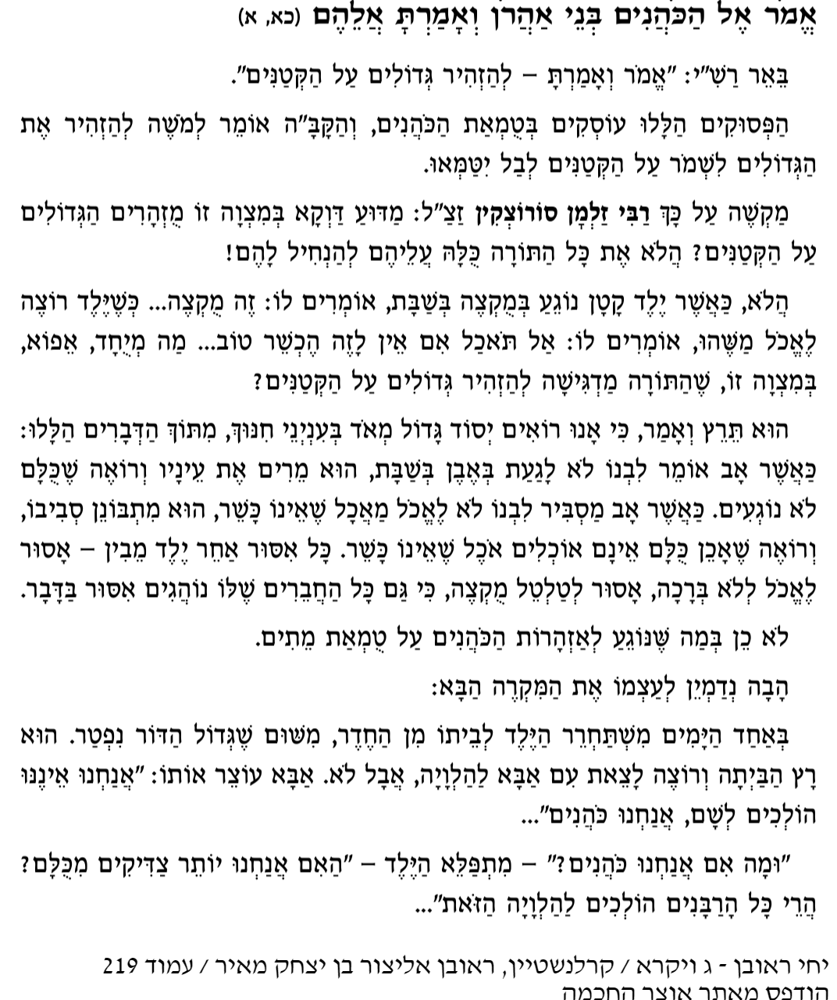 אֱמֹר אֶל הַכֹּהֲנִים בְּנֵי אַהֲרֹן וְאָמַרְתָּ אֲלֵהֶם (כא, א)
בֵּאֵר רַשִׁ"י: "אֱמֹר וְאָמַרְתָּ – לְהַזְהִיר גְּדוֹלִים עַל הַקְּטַנִּים".
הַפְּסוּקִים הַלָּלוּ עוֹסְקִים בְּטֻמְאַת הַכֹּהֲנִים, וְהַקָּבָּ"ה אוֹמֵר לְמֹשֶׁה לְהַזְהִיר אֶת
הַגְּדוֹלִים לִשְׁמֹר עַל הַקְּטַנִּים לְבַל יִטַּמְּאוּ.
מַקְשֶׁה עַל כָּךְ רַבִּי זַלְמָן סוֹרוֹצְקִין זַצַ"ל: מַדּוּעַ דַּוְקָא בְּמִצְוָה זוֹ מֻזְהָרִים הַגְּדוֹלִים
עַל הַקְּטַנִּים? הֲלֹא אֶת כָּל הַתּוֹרָה כֻּלָּהּ עֲלֵיהֶם לְהַנְחִיל לָהֶם!
הֲלֹא, כַּאֲשֶׁר יֶלֶד קָטָן נוֹגֵעַ בְּמֻקְצֶה בְּשַׁבָּת, אוֹמְרִים לוֹ: זֶה מֻקְצֶה... כְּשֶׁיֶּלֶד רוֹצֶה
לֶאֱכֹל מַשֶּׁהוּ, אוֹמְרִים לוֹ: אַל תֹּאכַל אִם אֵין לָזֶה הֶכְשֵׁר טוֹב... מַה מְיֻחָד, אֵפוֹא,
בְּמִצְוָה זוֹ, שֶׁהַתּוֹרָה מַדְגִּישָׁה לְהַזְהִיר גְּדוֹלִים עַל הַקְּטַנִּים?
הוּא תֵּרֵץ וְאָמַר, כִּי אָנוּ רוֹאִים יְסוֹד גָּדוֹל מְאֹד בְּעִנְיְנֵי חִנּוּךְ, מִתּוֹךְ הַדְּבָרִים הַלָּלוּ:
כַּאֲשֶׁר אָב אוֹמֵר לִבְנוֹ לֹא לָגַעַת בְּאֶבֶן בְּשַׁבָּת, הוּא מֵרִים אֶת עֵינָיו וְרוֹאֶה שֶׁכֻּלָּם
לֹא נוֹגְעִים. כַּאֲשֶׁר אָב מַסְבִּיר לִבְנוֹ לֹא לֶאֱכֹל מַאֲכָל שֶׁאֵינוֹ כָּשֵׁר, הוּא מִתְבּוֹנֵן סְבִיבוֹ,
וְרוֹאֶה שֶׁאָכֵן כֻּלָּם אֵינָם אוֹכְלִים אֹכֶל שֶׁאֵינוֹ כָּשֵׁר. כָּל אִסּוּר אַחֵר יֶלֶד מֵבִין – אָסוּר
לֶאֱכֹל לְלֹא בְּרָכָה, אָסוּר לְטַלְטֵל מֻקְצֶה, כִּי גַּם כָּל הַחֲבֵרִים שֶׁלּוֹ נוֹהֲגִים אִסּוּר בַּדָּבָר.
לֹא כֵן בְּמַה שֶּׁנּוֹגֵעַ לְאַזְהָרוֹת הַכֹּהֲנִים עַל טֻמְאַת מֵתִים.
הָבָה נְדַמְיֵן לְעַצְמוֹ אֶת הַמִּקְרֶה הַבָּא:
בְּאַחַד הַיָּמִים מִשְׁתַּחְרֵר הַיֶּלֶד לְבֵיתוֹ מִן הַחֶדֶר, מִשּׁוּם שֶׁגְּדוֹל הַדּוֹר נִפְטַר. הוּא
רָץ הַבַּיְתָה וְרוֹצֶה לָצֵאת עִם אַבָּא לַהַלְוָיָה, אֲבָל לֹא. אַבָּא עוֹצֵר אוֹתוֹ: "אֲנַחְנוּ אֵינֶנּוּ
הוֹלְכִים לְשָׁם, אֲנַחְנוּ כֹּהֲנִים"...
"וּמָה אִם אֲנַחְנוּ כֹּהֲנִים?" – מִתְפַּלֵּא הַיֶּלֶד – "הַאִם אֲנַחְנוּ יוֹתֵר צַדִּיקִים מִכֻּלָּם?
הֲרֵי כָּל הָרַבָּנִים הוֹלְכִים לַהַלְוָיָה הַזֹּאת"...
יחי ראובן - ג ויקרא / קרלנשטיין, ראובן אליצור בן יצחק מאיר / עמוד 219
הודפס מאתר אוצר החכמה